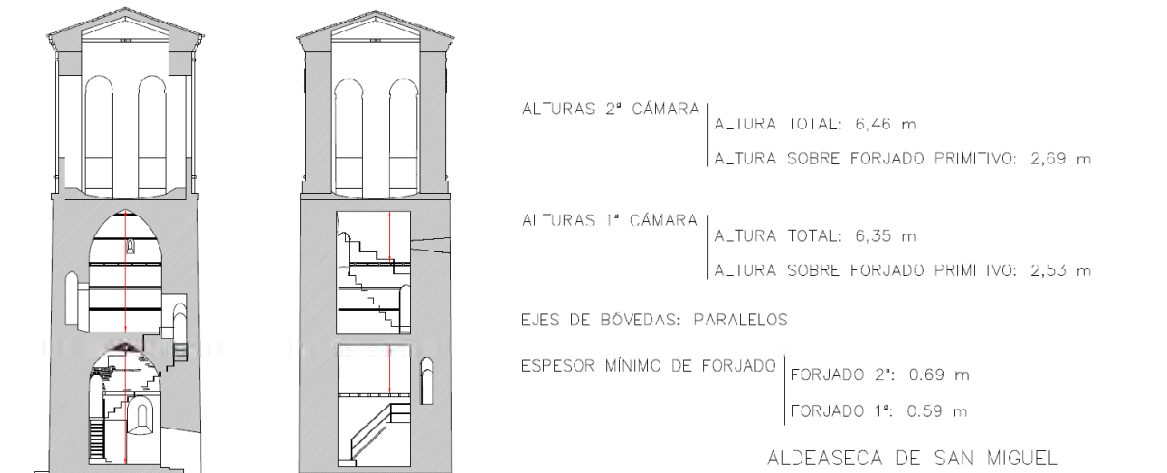 ALTURAS 2ª CÁMARA
ALTURA TOTAL: 6,46 m
ALTURA SOBRE FORJADO PRIMITIVO: 2,69 m
ALTURAS 1ª CÁMARA
ALTURA TOTAL: 6,35 m
ALTURA SOBRE FORJADO PRIMITIVO: 2,53 m
EJES DE BÓVEDAS: PARALELOS
ESPESOR MÍNIMO DE FORJADO
FORJADO 2ª: 0.69 m
FORJADO 1ª: 0.59 m
ALDEASECA DE SAN MIGUEL